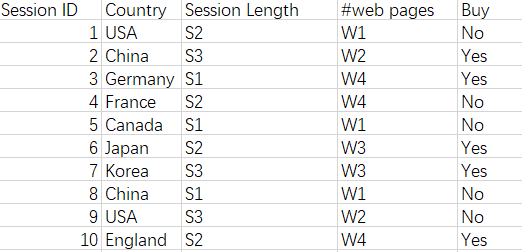 Session ID Country Session Length #web pages Buy
1 USA S2 W1 No
2 China S3 W2 Yes
3 Germany S1 W4 Yes
4 France S2 W4 No
5 Canada S1 W1 No
6 Japan S2 W3 Yes
7 Korea S3 W3 Yes
8 China S1 W1 No
9 USA S3 W2 No
10 England S2 W4 Yes